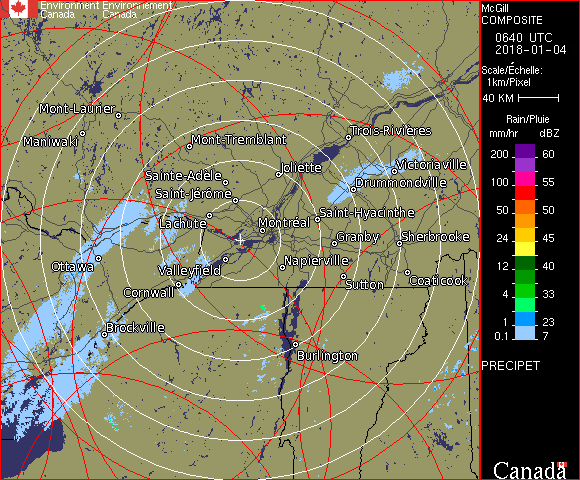 Environment Environnement
Canada Canada
McGill
COMPOSITE
0640 UTC
2018-01-04
Scale/Échelle:
1km/Pixel
40 KM
Rain/Pluie
mm/hr dBZ
200 60
100 55
50 50
24 45
12 40
4 33
1 23
0.1 7
PRECIPET
Canada
Mont-Laurier
Maniwaki
Mont-Tremblant
Trois-Rivières
Joliette
Victoriaville
Sainte-Adèle
Drummondville
Saint-Jérôme
Lachute
Saint-Hyacinthe
Montréal
Granby
Sherbrooke
Ottawa
Valleyfield
Napierville
Cornwall
Sutton
Coaticook
Brockville
Burlington